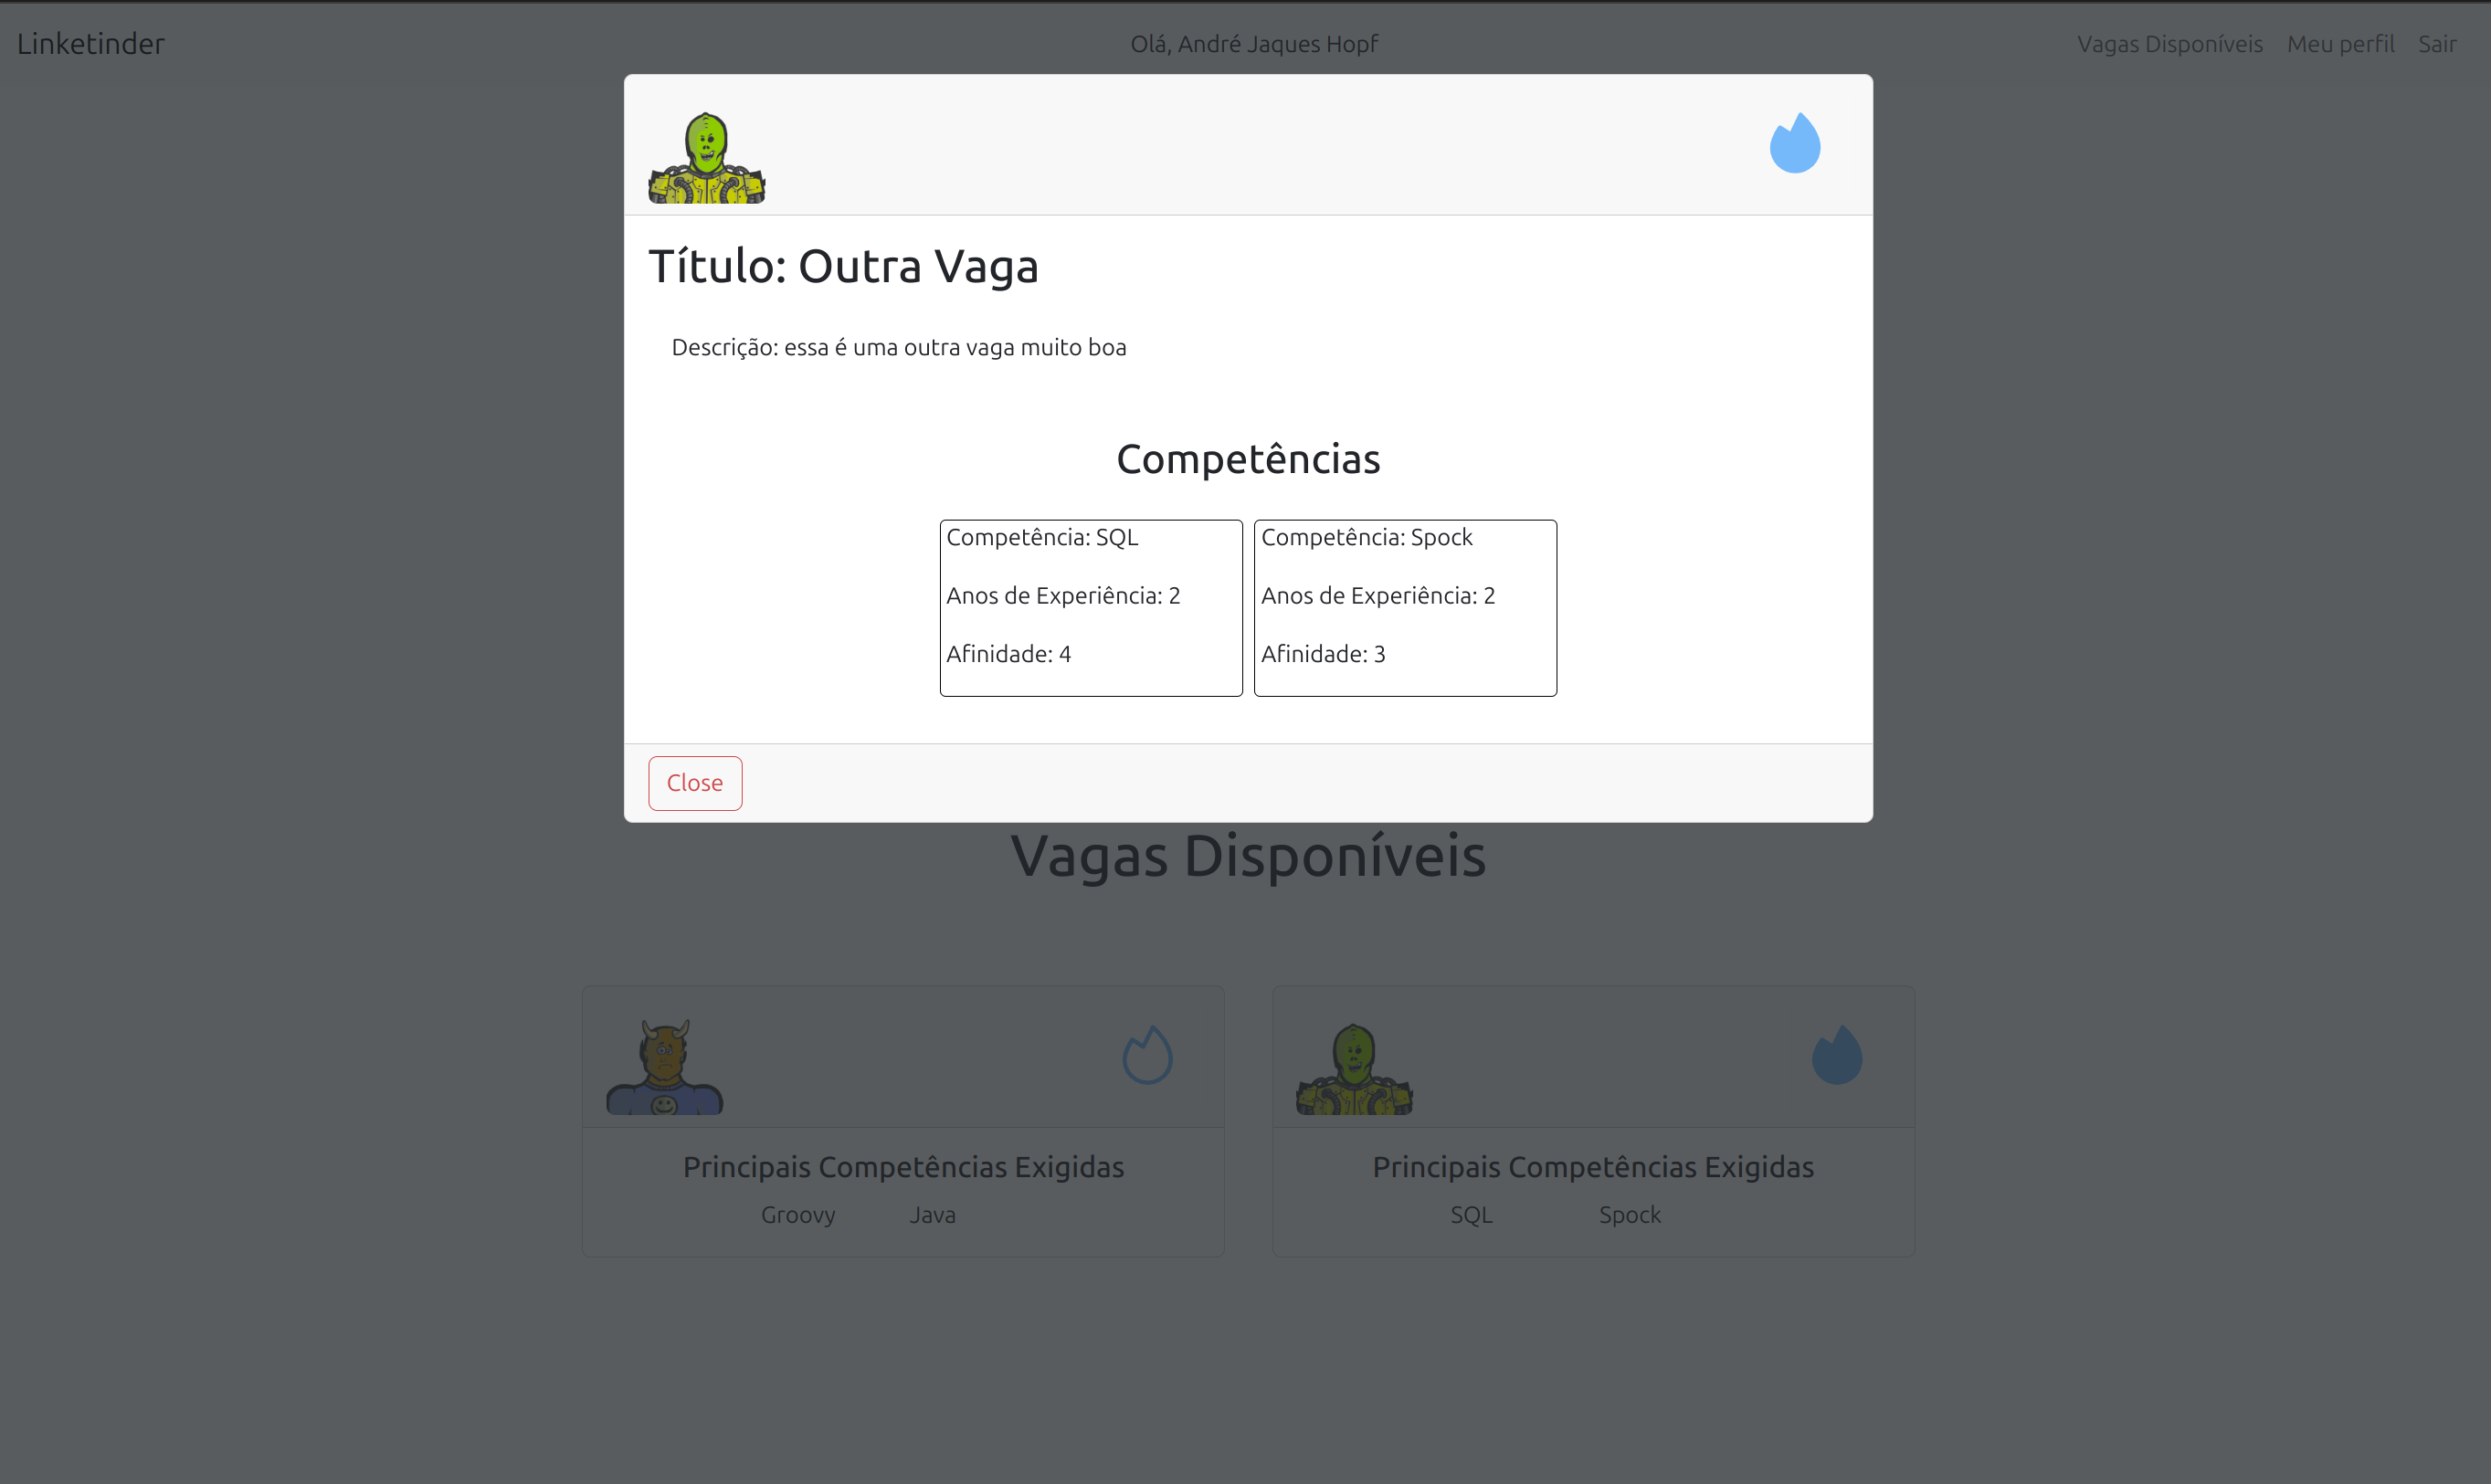 Linketinder
Olá, André Jaques Hopf
Vagas Disponíveis Meu perfil Sair
Título: Outra Vaga
Descrição: essa é uma outra vaga muito boa
Competências
Competência: SQL
Anos de Experiência: 2
Afinidade: 4
Competência: Spock
Anos de Experiência: 2
Afinidade: 3
Close
Vagas Disponíveis
Principais Competências Exigidas
Groovy Java
Principais Competências Exigidas
SQL Spock